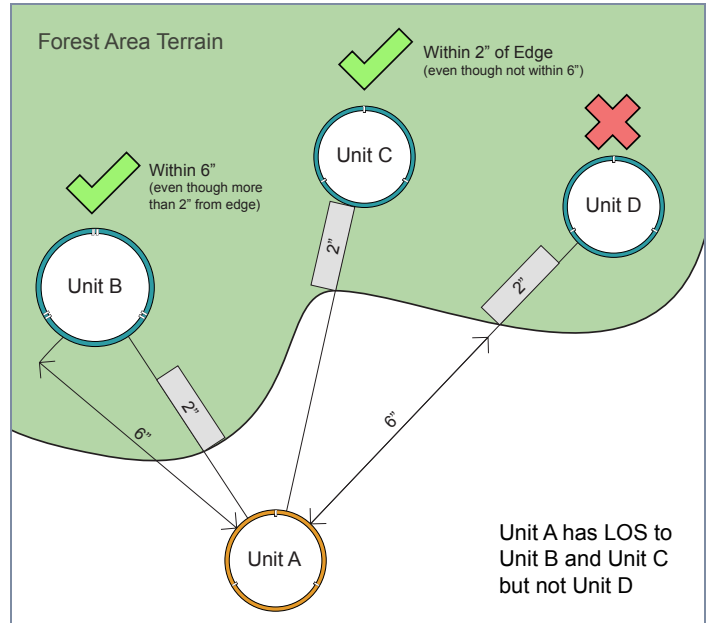 Forest Area Terrain
Within 2” of Edge
(even though not within 6”)
Unit C
Within 6”
(even though more
than 2” from edge)
Unit D
Unit B
2”
2”
2”
6”
6”
Unit A
Unit A has LOS to
Unit B and Unit C
but not Unit D